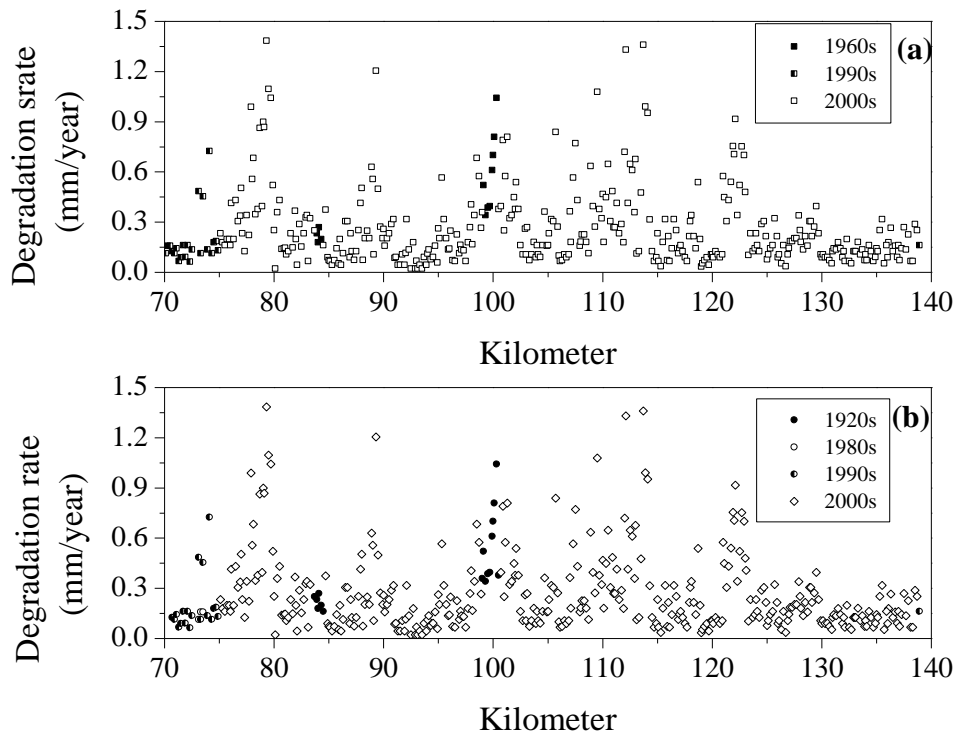 1.5
(a)
1960s
1990s
2000s
1.2
0.9
0.6
0.3
0.0
Degradation srate
(mm/year)
70 80 90 100 110 120 130 140
Kilometer
1.5
(b)
1920s
1980s
1990s
2000s
1.2
0.9
0.6
0.3
0.0
Degradation rate
(mm/year)
70 80 90 100 110 120 130 140
Kilometer